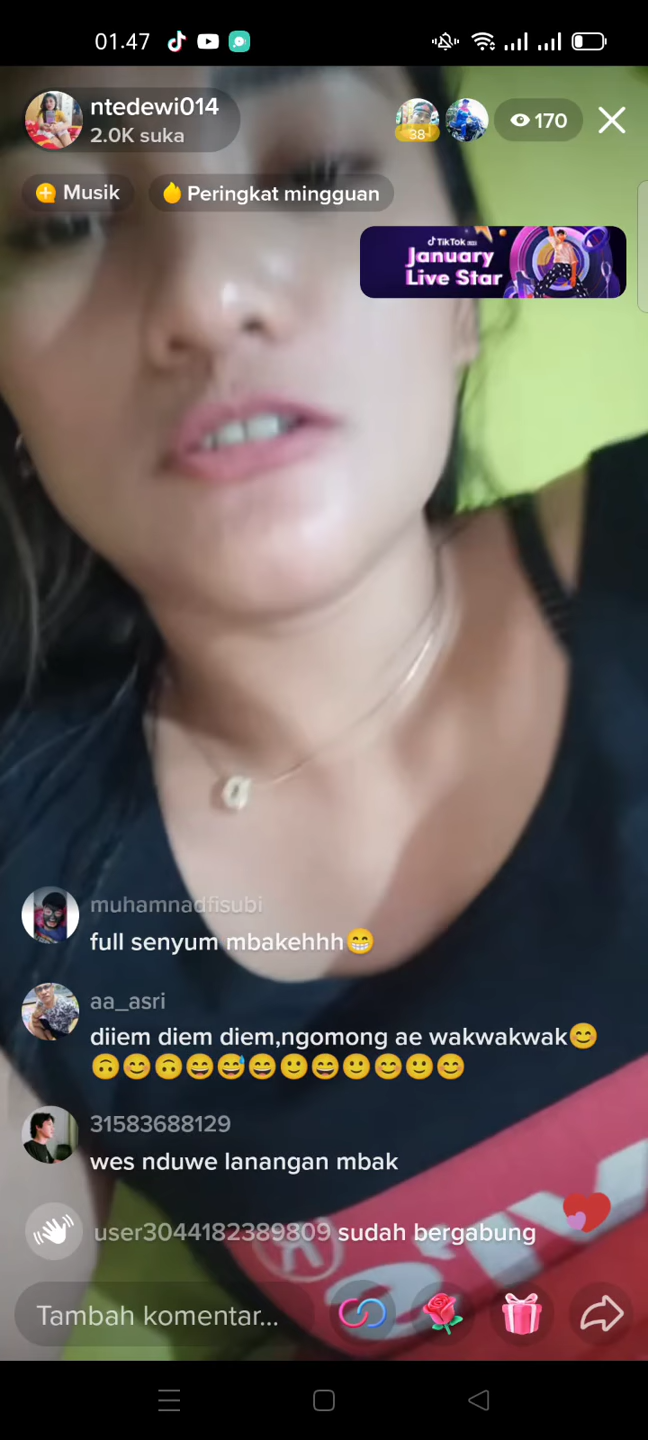 01.47
ntedewi014
2.0K suka
38
170
Musik
Peringkat mingguan
TikTok
January
Live Star
muhamnadfisubi
full senyum mbakehhh😁
aa_asri
diiem diem diem,ngomong ae wakwakwak😊
🙃😊🙃😄😅😄🙂😄🙂😊🙂😊
31583688129
wes nduwe lanangan mbak
user3044182389809 sudah bergabung
Tambah komentar...